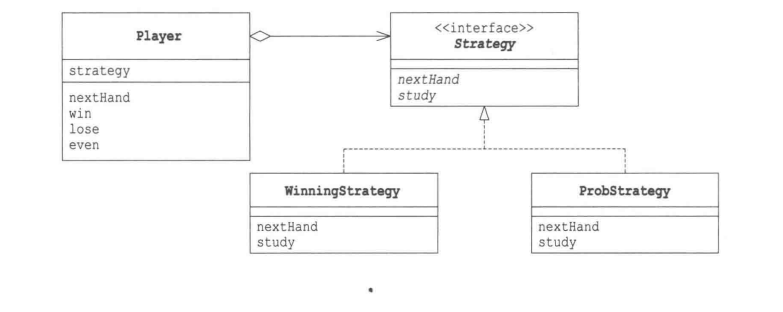 Player
strategy
nextHand
win
lose
even
<<interface>>
Strategy
nextHand
study
WinningStrategy
nextHand
study
ProbStrategy
nextHand
study